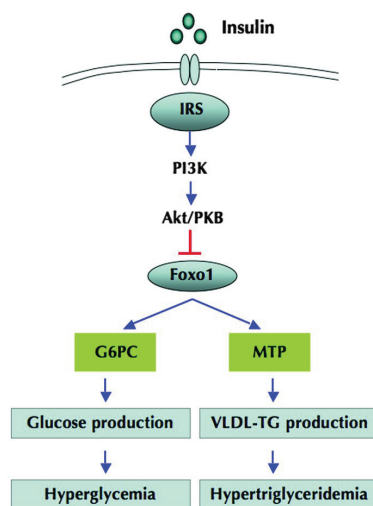 Insulin
IRS
PI3K
Akt/PKB
Foxo1
G6PC
MTP
Glucose production
VLDL-TG production
Hyperglycemia
Hypertriglyceridemia